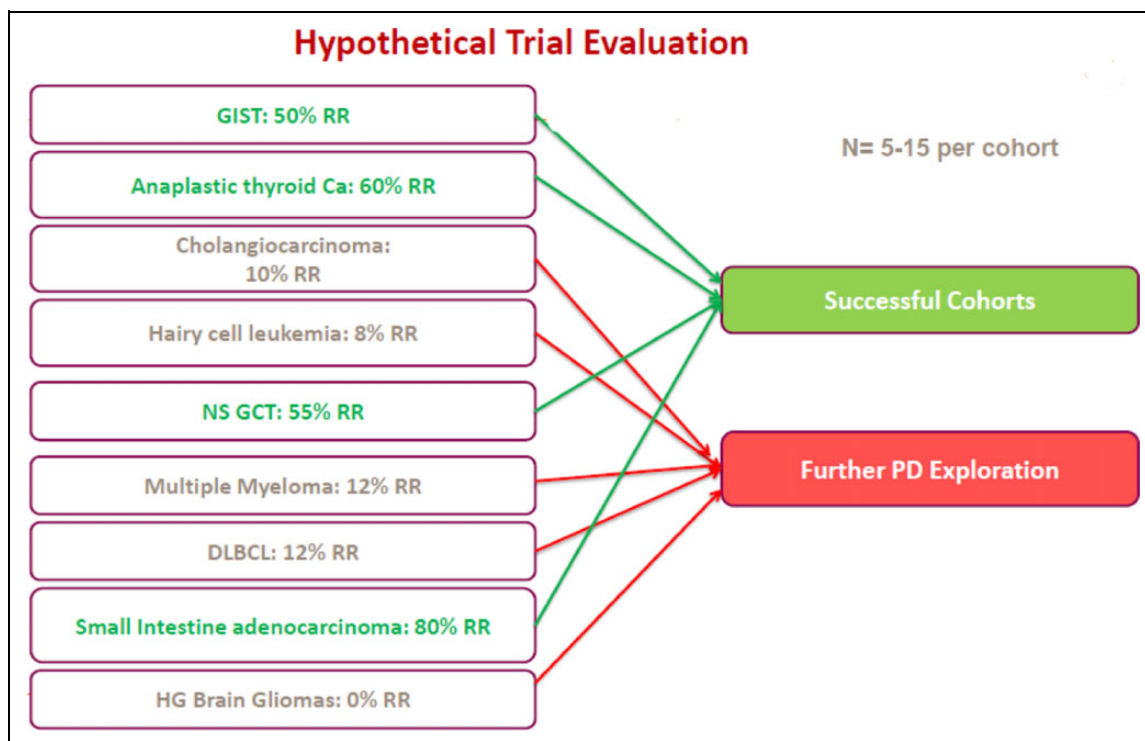 Hypothetical Trial Evaluation
GIST: 50% RR
N= 5-15 per cohort
Anaplastic thyroid Ca: 60% RR
Cholangiocarcinoma:
10% RR
Successful Cohorts
Hairy cell leukemia: 8% RR
NS GCT: 55% RR
Further PD Exploration
Multiple Myeloma: 12% RR
DLBCL: 12% RR
Small Intestine adenocarcinoma: 80% RR
HG Brain Gliomas: 0% RR